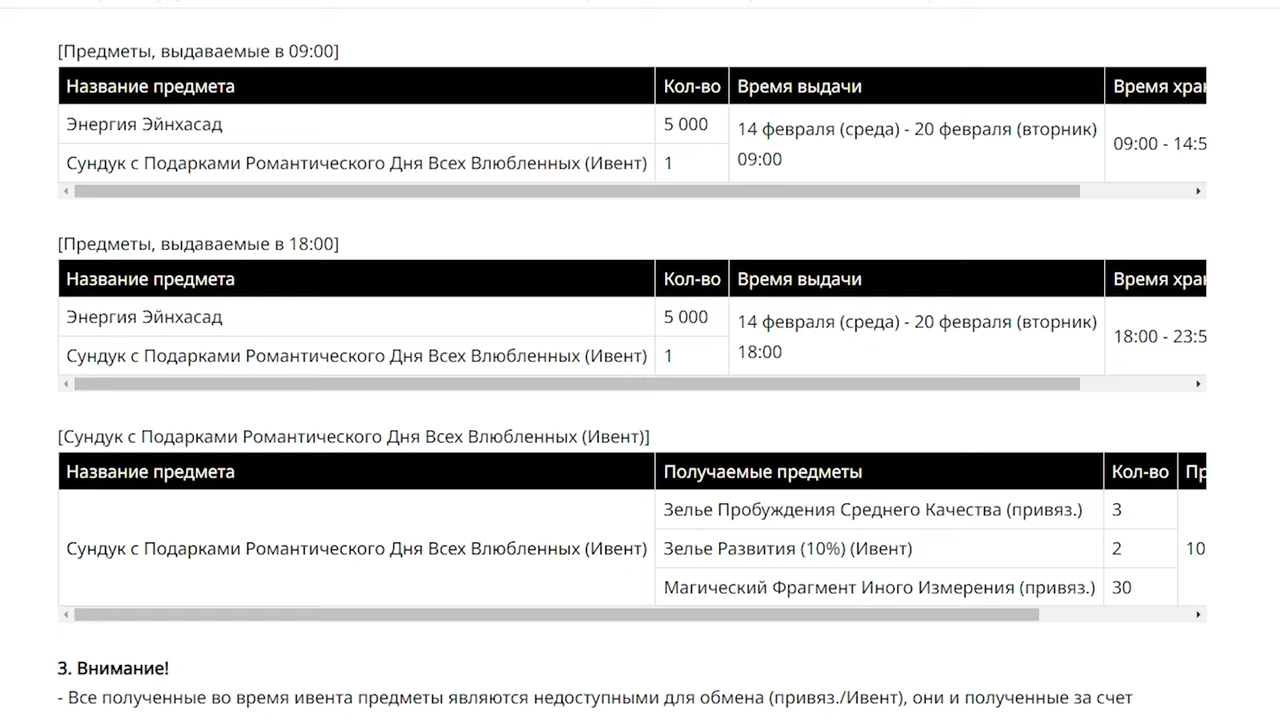 [Предметы, выдаваемые в 09:00]
Название предмета Кол-во Время выдачи Время
Энергия Эйнхасад 5 000 14 февраля (среда) - 20 февраля (вторник) 09:00 09:00 - 14:5
Сундук с Подарками Романтического Дня Всех Влюбленных (Ивент) 1
[Предметы, выдаваемые в 18:00]
Название предмета Кол-во Время выдачи Время
Энергия Эйнхасад 5 000 14 февраля (среда) - 20 февраля (вторник) 18:00 18:00 - 23:5
Сундук с Подарками Романтического Дня Всех Влюбленных (Ивент) 1
[Сундук с Подарками Романтического Дня Всех Влюбленных (Ивент)]
Название предмета Получаемые предметы Кол-во Пр
Зелье Пробуждения Среднего Качества (привяз.) 3
Сундук с Подарками Романтического Дня Всех Влюбленных (Ивент) Зелье Развития (10%) (Ивент) 2 10
Магический Фрагмент Иного Измерения (привяз.) 30
3. Внимание!
- Все полученные во время ивента предметы являются недоступными для обмена (привяз./Ивент), они и полученные за счет